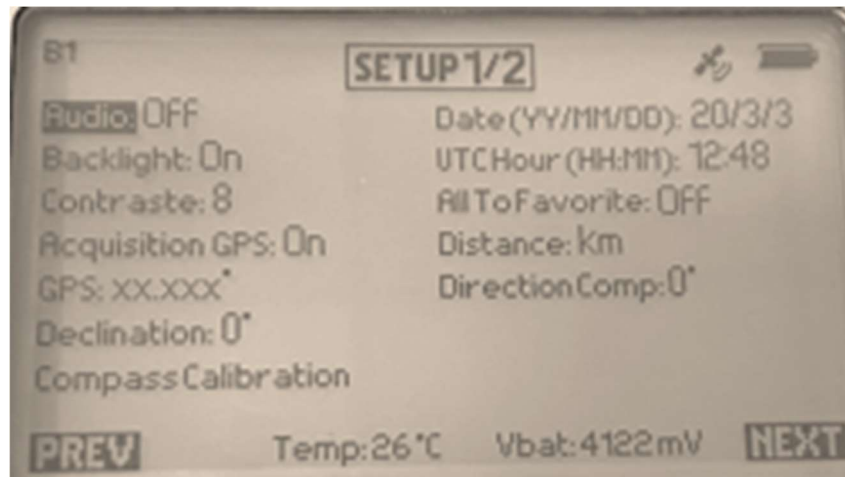 B1
SETUP 1/2
Audio: OFF
Date (YY/MM/DD): 20/3/3
Backlight: On
UTC Hour (HH:MM): 12:48
Contraste: 8
All To Favorite: OFF
Acquisition GPS: On
Distance: km
GPS: xx.xxx°
Direction Comp: 0°
Declination: 0°
Compass Calibration
PREV Temp: 26°C Vbat: 4122mV NEXT